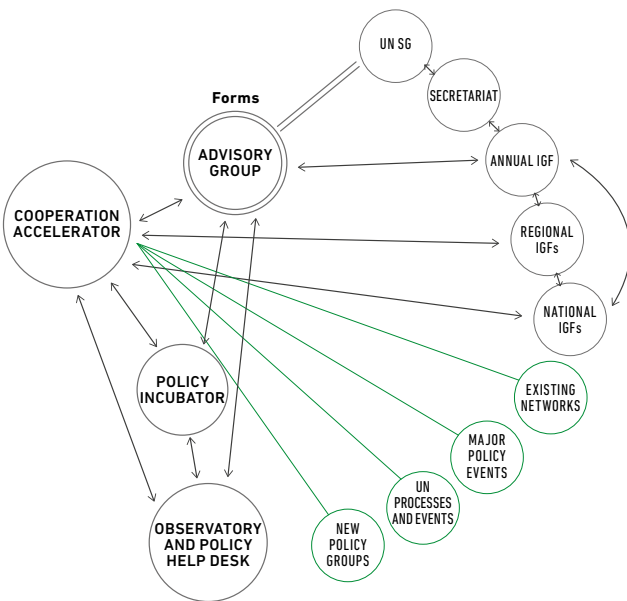 UN SG
SECRETARIAT
Forms
ADVISORY
GROUP
ANNUAL IGF
COOPERATION
ACCELERATOR
REGIONAL
IGFs
NATIONAL
IGFs
POLICY
INCUBATOR
EXISTING
NETWORKS
MAJOR
POLICY
EVENTS
UN
PROCESSES
AND EVENTS
OBSERVATORY
AND POLICY
HELP DESK
NEW
POLICY
GROUPS